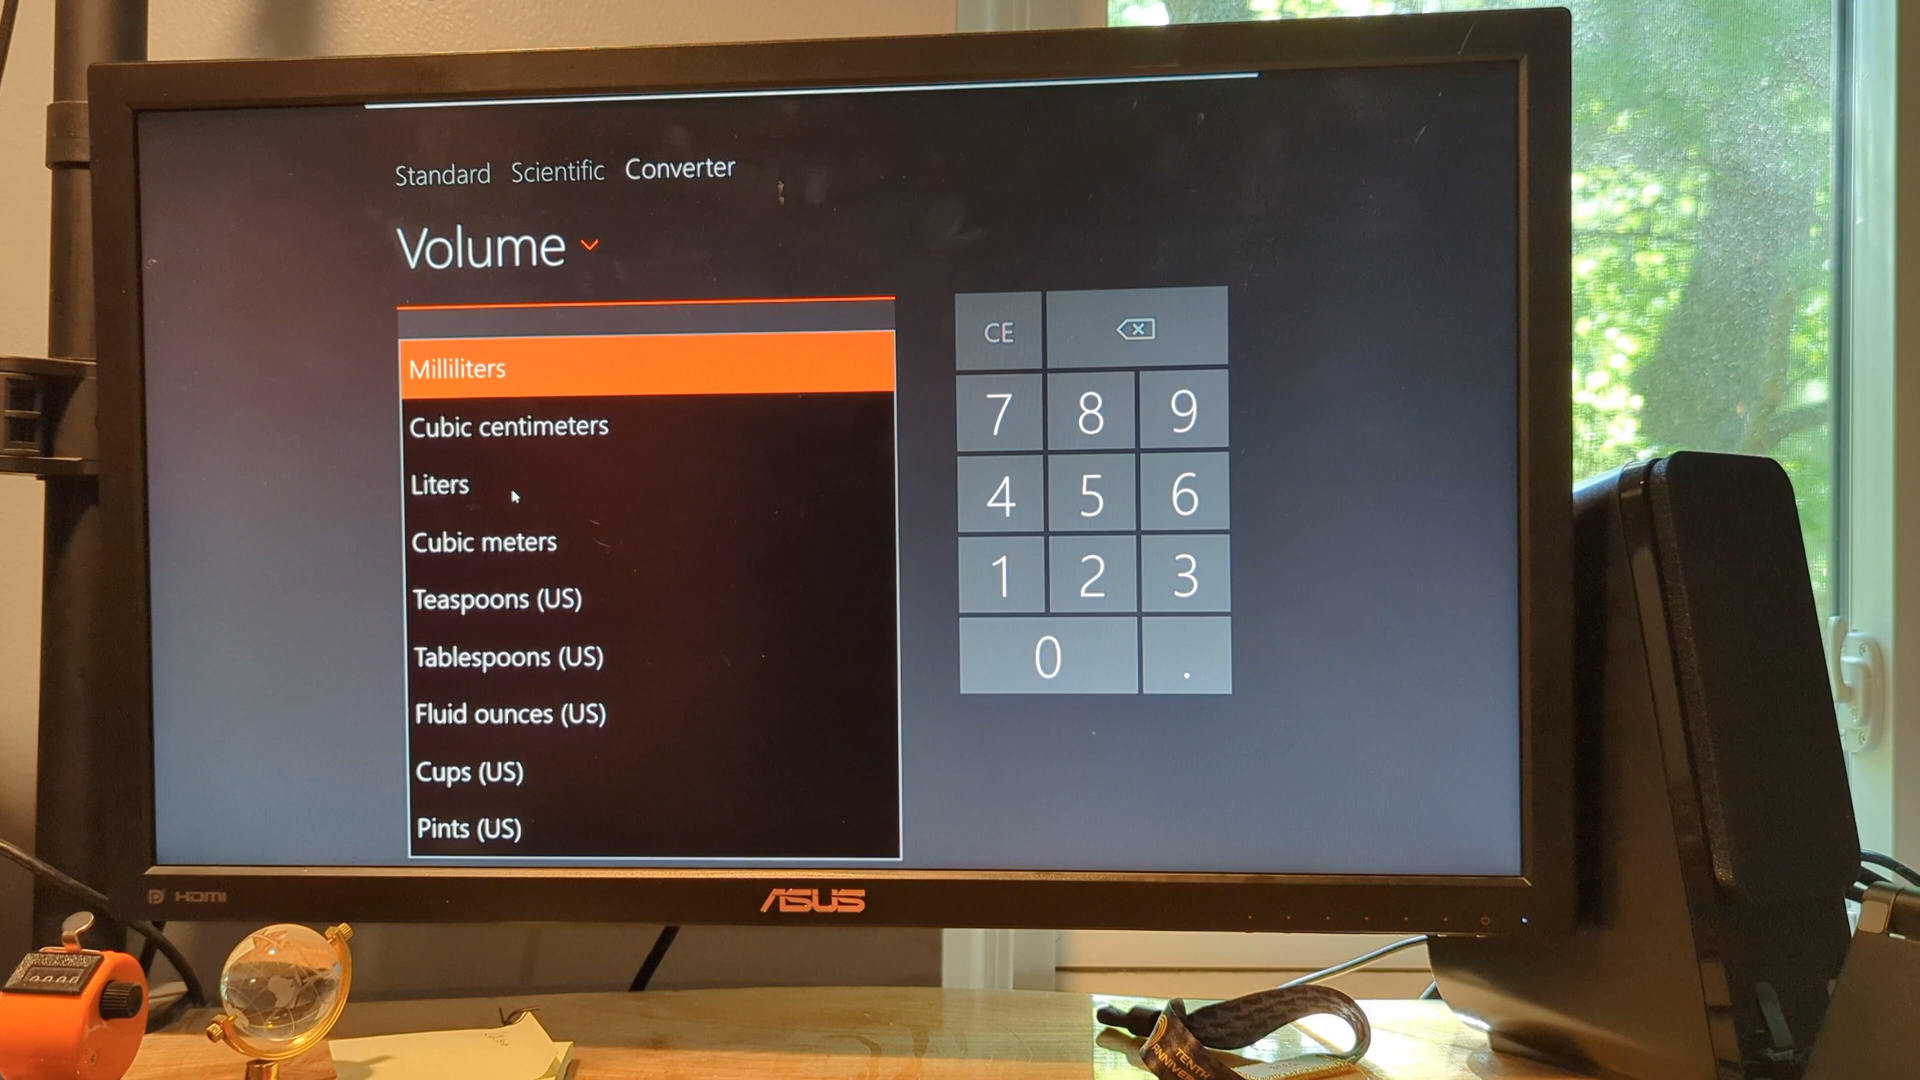 Standard Scientific Converter
Volume
Milliliters
Cubic centimeters
Liters
Cubic meters
Teaspoons (US)
Tablespoons (US)
Fluid ounces (US)
Cups (US)
Pints (US)
CE
7 8 9
4 5 6
1 2 3
0 .
HDMI
ASUS
TENTH